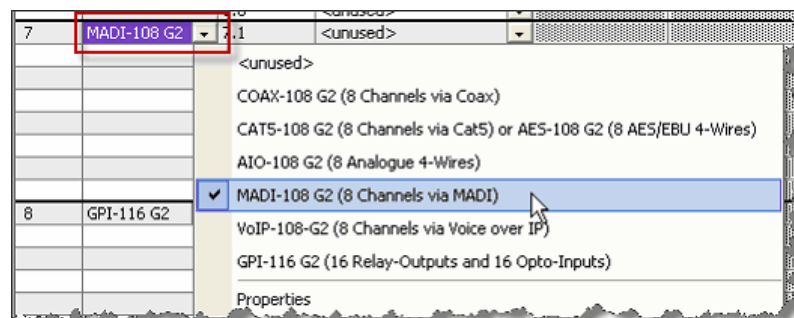 <unused>
7 MADI-108 G2 7.1 <unused>
<unused>
COAX-108 G2 (8 Channels via Coax)
CAT5-108 G2 (8 Channels via Cat5) or AES-108 G2 (8 AES/EBU 4-Wires)
AIO-108 G2 (8 Analogue 4-Wires)
MADI-108 G2 (8 Channels via MADI)
8 GPI-116 G2
VoIP-108-G2 (8 Channels via Voice over IP)
GPI-116 G2 (16 Relay-Outputs and 16 Opto-Inputs)
Properties